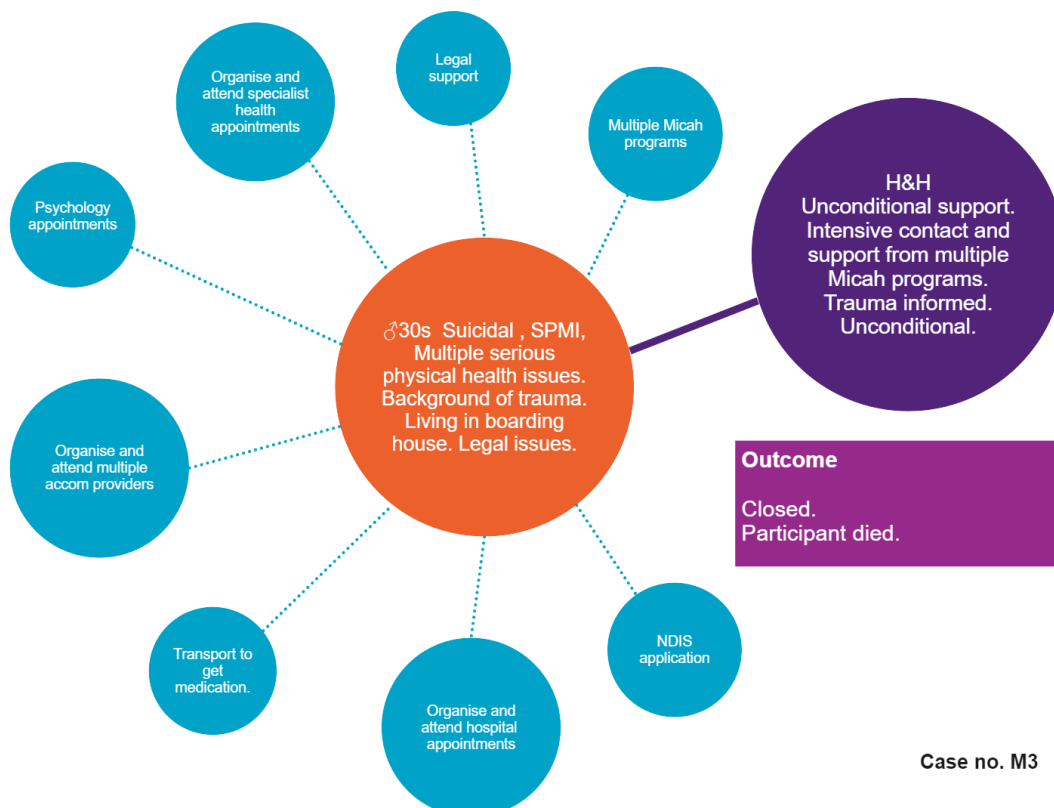 Legal
support
Organise and
attend specialist
health
appointments
Multiple Micah
programs
H&H
Unconditional support.
Intensive contact and
support from multiple
Micah programs.
Trauma informed.
Unconditional.
Psychology
appointments
♂30s  Suicidal , SPMI,
Multiple serious
physical health issues.
Background of trauma.
Living in boarding
house. Legal issues.
Organise and
attend multiple
accom providers
Outcome
Closed.
Participant died.
Transport to
get
medication.
NDIS
application
Organise and
attend hospital
appointments
Case no. M3